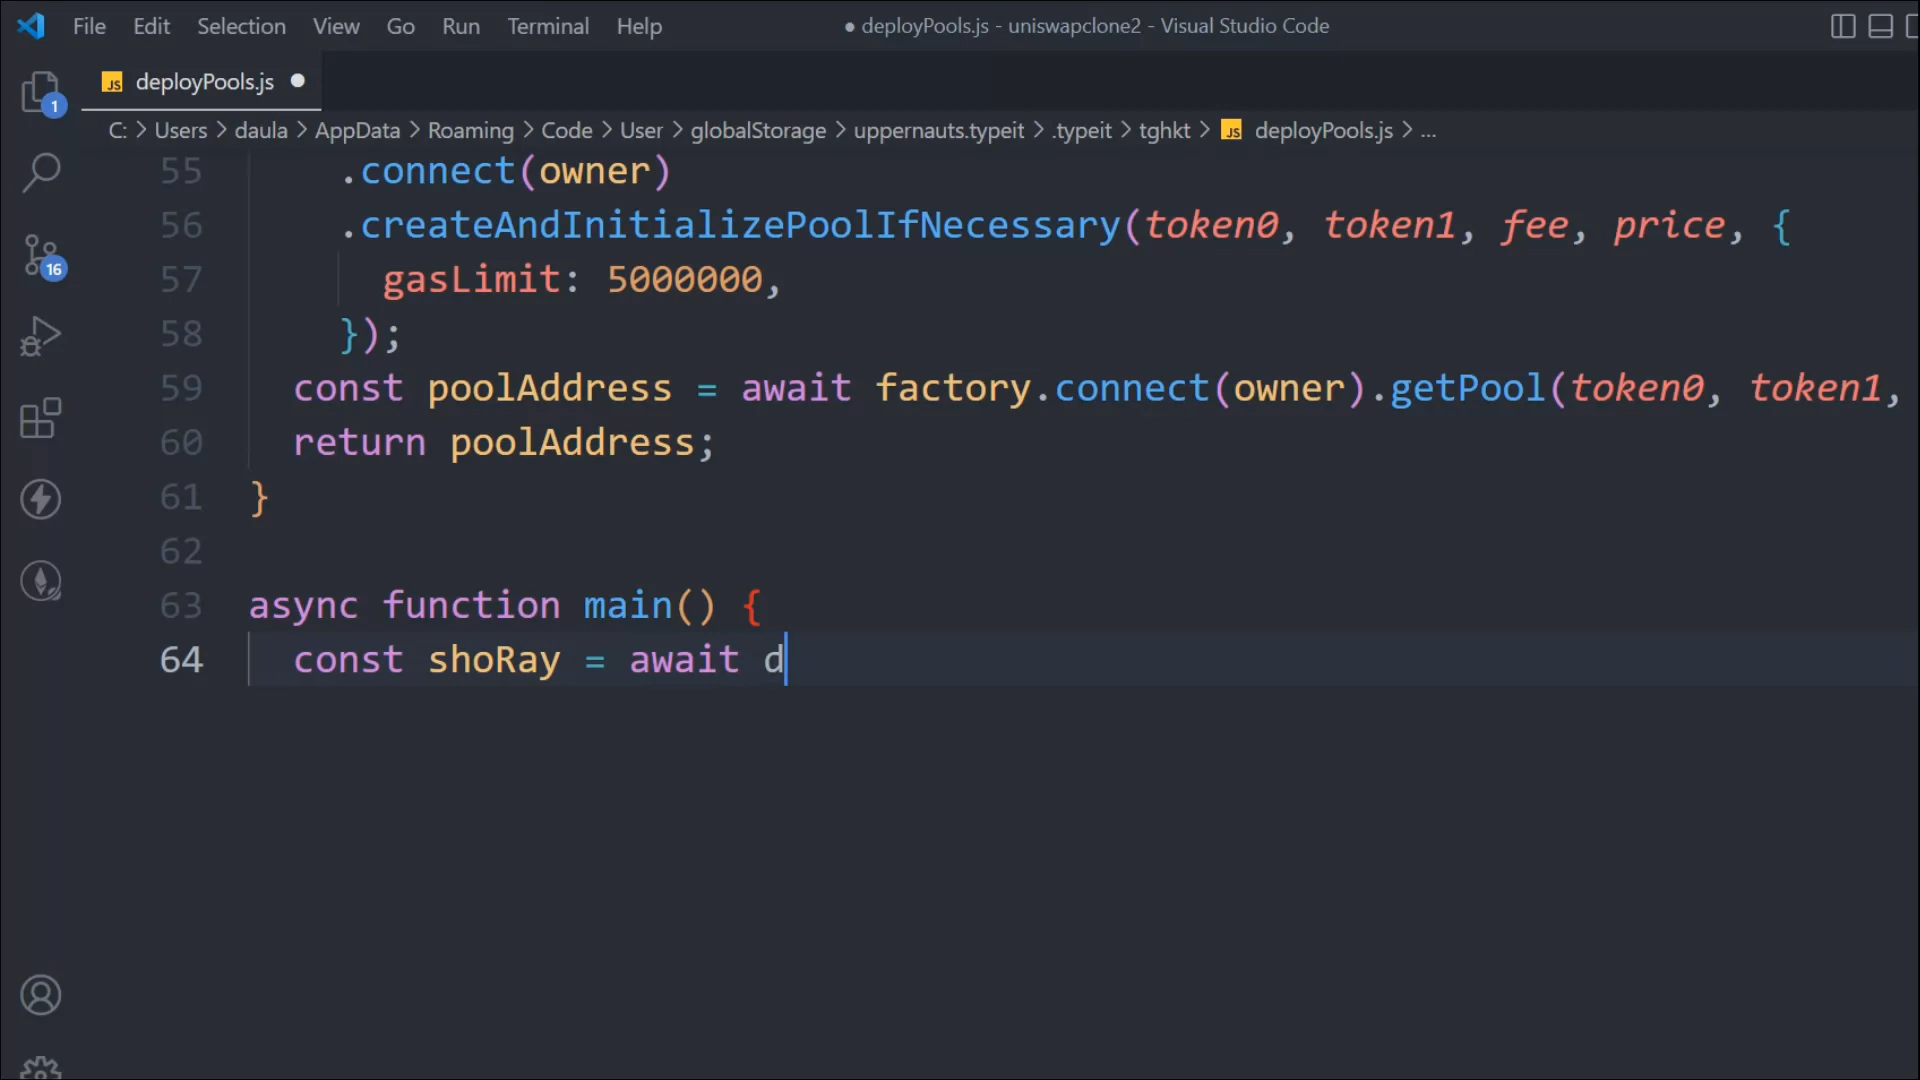 File Edit Selection View Go Run Terminal Help ● deployPools.js - uniswapclone2 - Visual Studio Code
JS deployPools.js ●
C: > Users > daula > AppData > Roaming > Code > User > globalStorage > uppernauts.typeit > .typeit > tghkt > JS deployPools.js > ...
1
16
55 .connect(owner)
56 .createAndInitializePoolIfNecessary(token0, token1, fee, price, {
57 gasLimit: 5000000,
58 });
59 const poolAddress = await factory.connect(owner).getPool(token0, token1,
60 return poolAddress;
61 }
62
63 async function main() {
64 const shoRay = await d